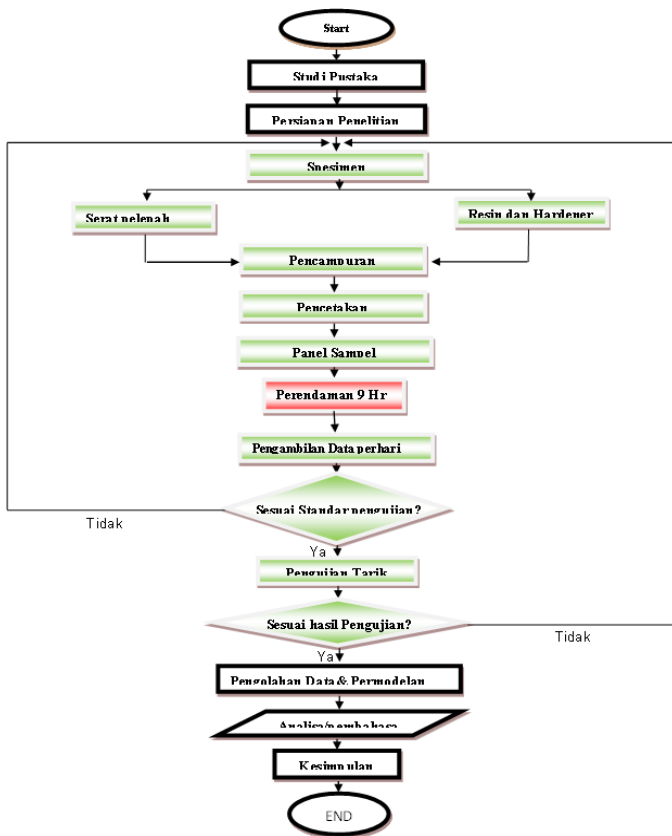 Start
Studi Pustaka
Persianan Penelitian
Spesimen
Serat pelepah
Resin dan Hardener
Pencampuran
Pencetakan
Panel Sampel
Perendaman 9 Hr
Pengambilan Data perhari
Sesuai Standar pengujian?
Tidak
Ya
Pengujian Tarik
Sesuai hasil Pengujian?
Tidak
Ya
Pengolahan Data & Permodelan
Analisa/pembahasa
Kesimpulan
END